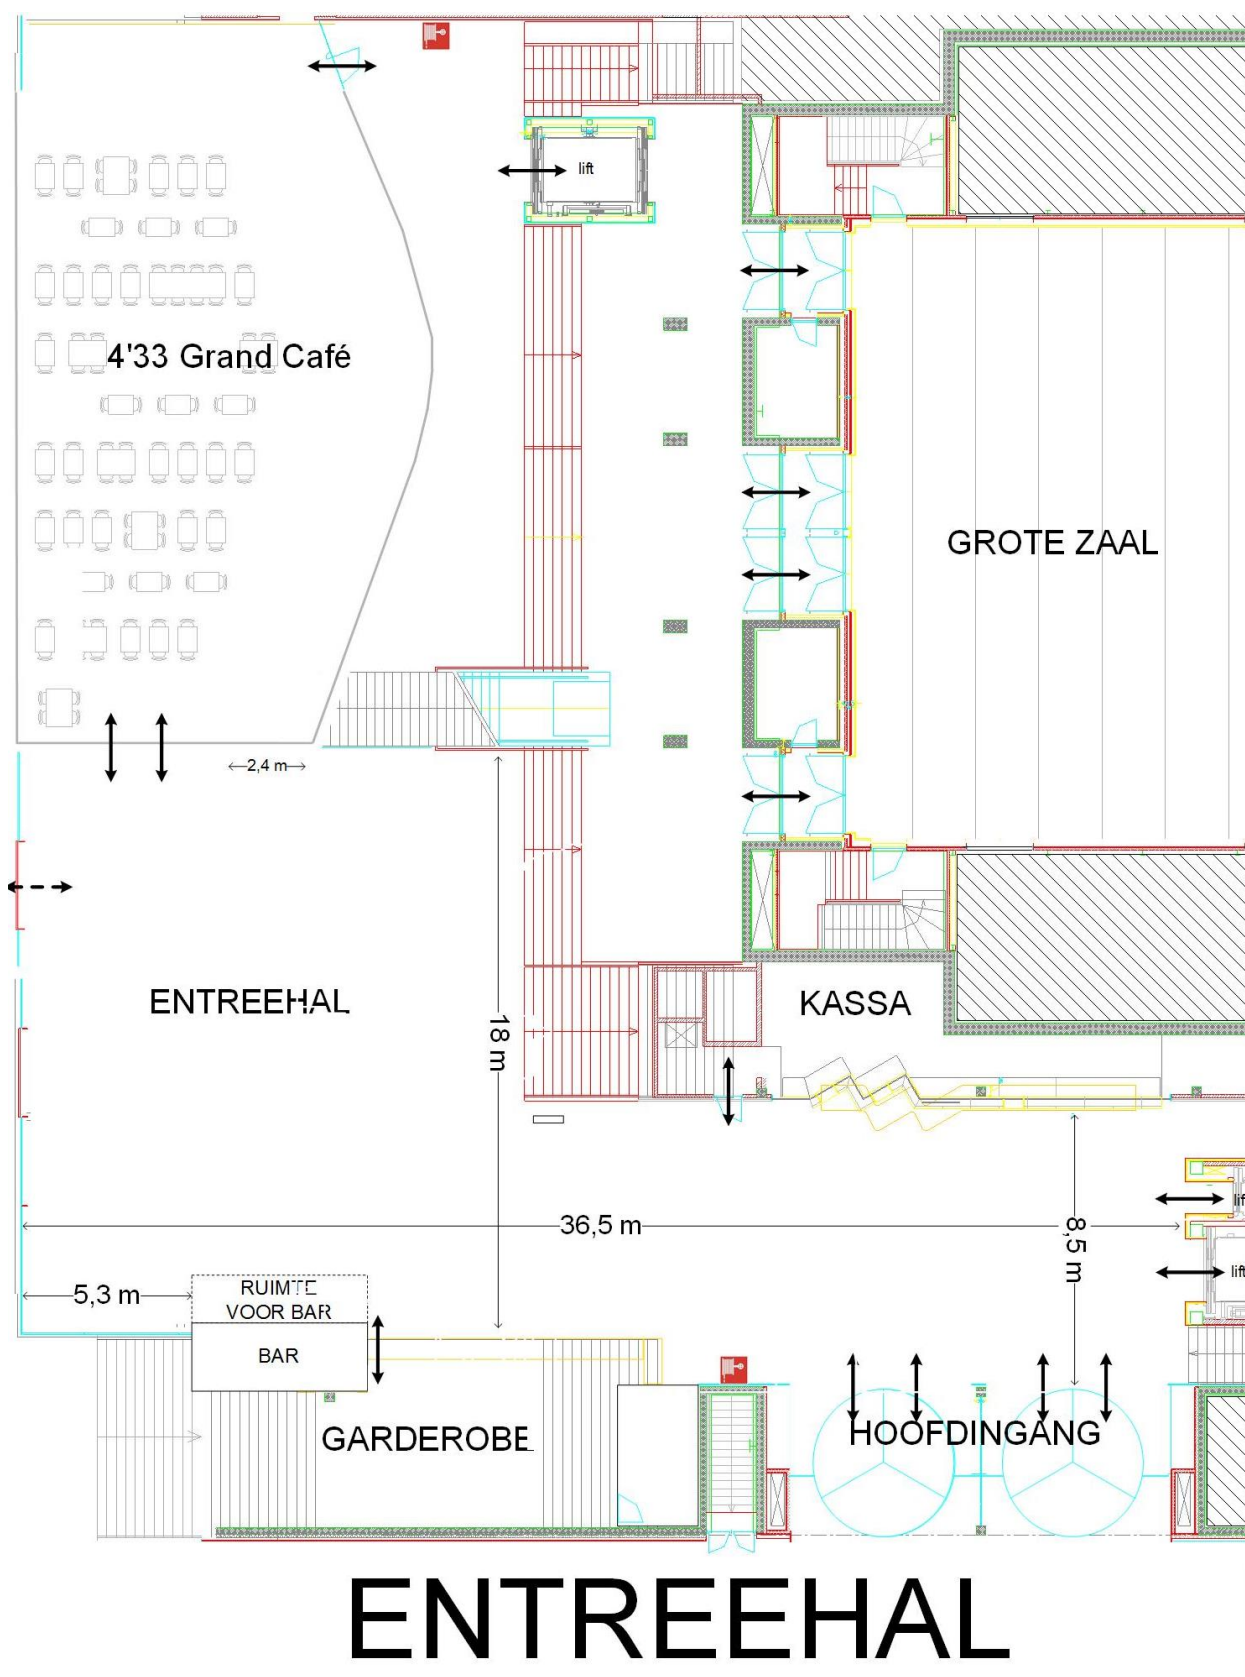 lift
4'33 Grand Café
GROTE ZAAL
2,4 m
ENTREEHAL
KASSA
18 m
36,5 m
8,5 m
lift
lift
5,3 m
RUIMTE
VOOR BAR
BAR
GARDEROBE
HOOFDINGANG
ENTREEHAL